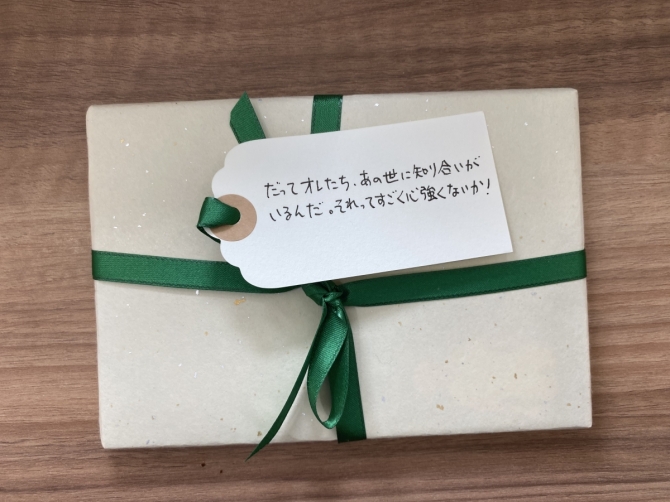 だってオレたち、あの世に知り合いが
いるんだ。それってすごく心強くないか！